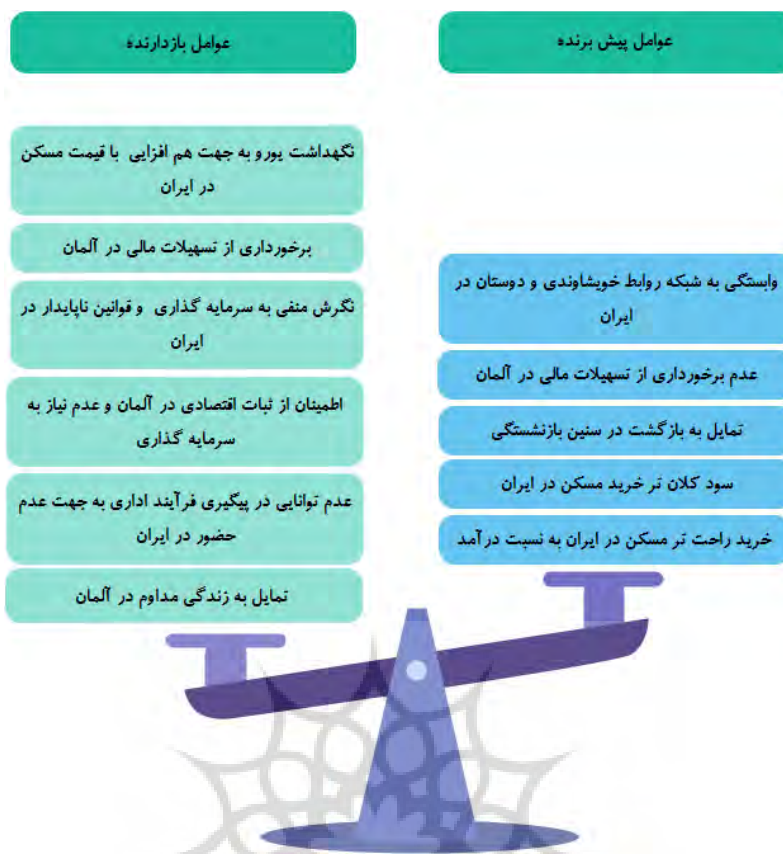 عوامل پیش برنده
وابستگی به شبکه روابط خویشاوندی و دوستان در
ایران
عدم برخورداری از تسهیلات مالی در آلمان
تمایل به بازگشت در سنین بازنشستگی
سود کلان تر خرید مسکن در ایران
خرید راحت تر مسکن در ایران به نسبت درآمد
عوامل بازدارنده
نگهداشت یورو به جهت هم افزایی با قیمت مسکن
در ایران
برخورداری از تسهیلات مالی در آلمان
نگرش منفی به سرمایه گذاری و قوانین ناپایدار در
ایران
اطمینان از ثبات اقتصادی در آلمان و عدم نیاز به
سرمایه گذاری
عدم توانایی در پیگیری فرآیند اداری به جهت عدم
حضور در ایران
تمایل به زندگی مداوم در آلمان